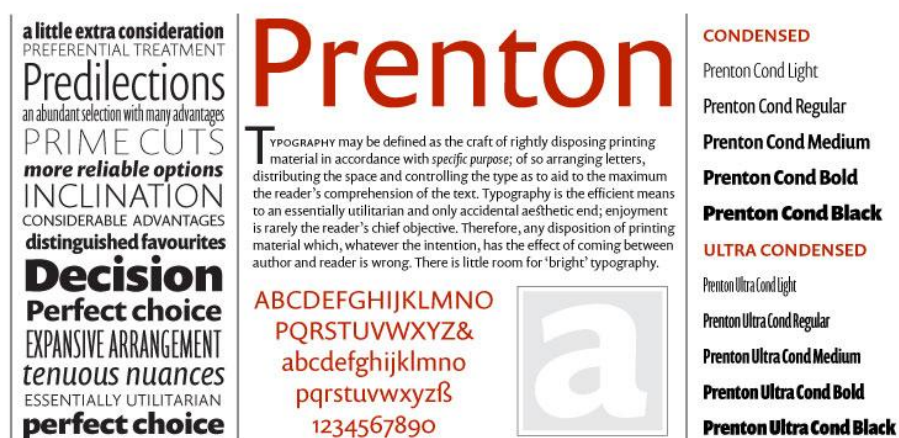 a little extra consideration
PREFERENTIAL TREATMENT
Predilections
an abundant selection with many advantages
PRIME CUTS
more reliable options
INCLINATION
CONSIDERABLE ADVANTAGES
distinguished favourites
Decision
Perfect choice
EXPANSIVE ARRANGEMENT
tenuous nuances
ESSENTIALLY UTILITARIAN
perfect choice
Prenton
TYPOGRAPHY may be defined as the craft of rightly disposing printing
material in accordance with specific purpose; of so arranging letters,
distributing the space and controlling the type as to aid to the maximum
the reader’s comprehension of the text. Typography is the efficient means
to an essentially utilitarian and only accidental aesthetic end; enjoyment
is rarely the reader’s chief objective. Therefore, any disposition of printing
material which, whatever the intention, has the effect of coming between
author and reader is wrong. There is little room for ‘bright’ typography.
ABCDEFGHIJKLMNO
PQRSTUVWXYZ&
abcdefghijklmno
pqrstuvwxyzß
1234567890
a
CONDENSED
Prenton Cond Light
Prenton Cond Regular
Prenton Cond Medium
Prenton Cond Bold
Prenton Cond Black
ULTRA CONDENSED
Prenton Ultra Cond Light
Prenton Ultra Cond Regular
Prenton Ultra Cond Medium
Prenton Ultra Cond Bold
Prenton Ultra Cond Black